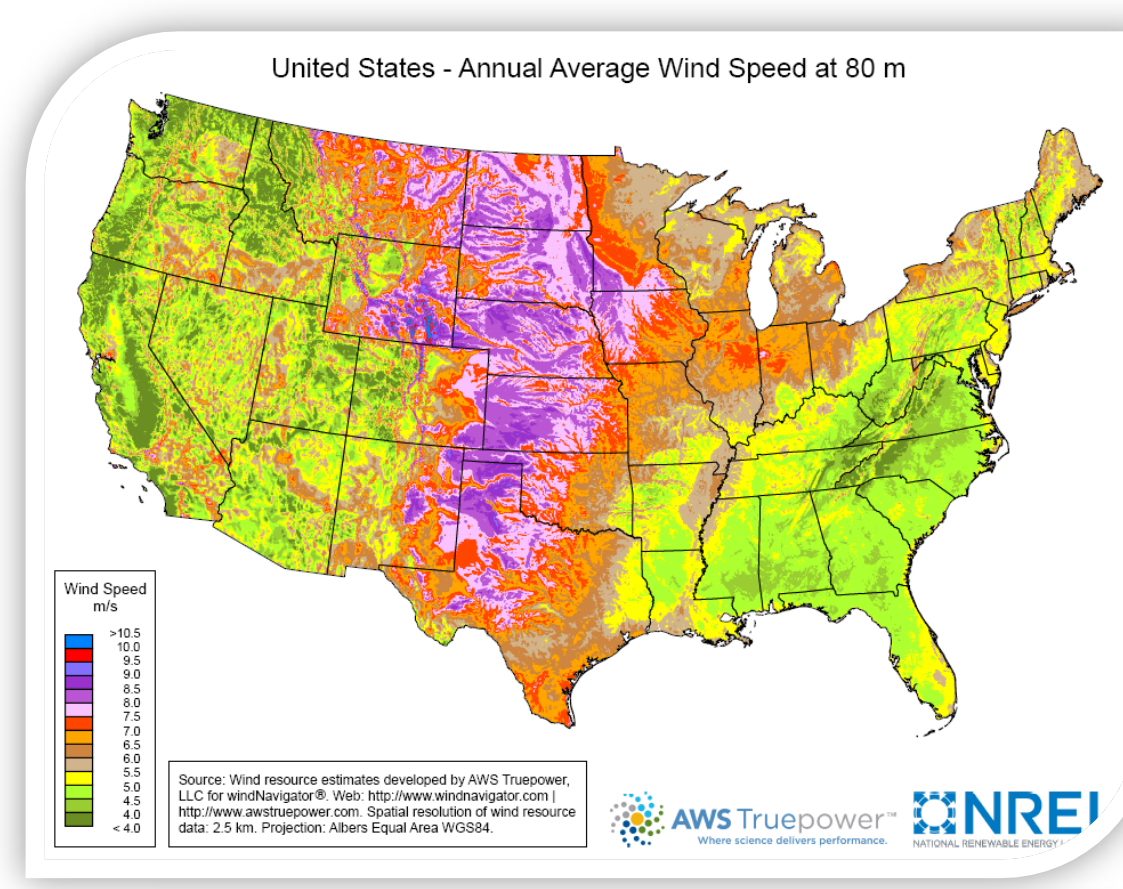 United States - Annual Average Wind Speed at 80 m
Wind Speed
m/s
>10.5
10.0
9.5
9.0
8.5
8.0
7.5
7.0
6.5
6.0
5.5
5.0
4.5
4.0
< 4.0
Source: Wind resource estimates developed by AWS Truepower,
LLC for windNavigator®. Web: http://www.windnavigator.com |
http://www.awstruepower.com. Spatial resolution of wind resource
data: 2.5 km. Projection: Albers Equal Area WGS84.
AWS Truepower™
Where science delivers performance.
NREL
NATIONAL RENEWABLE ENERGY